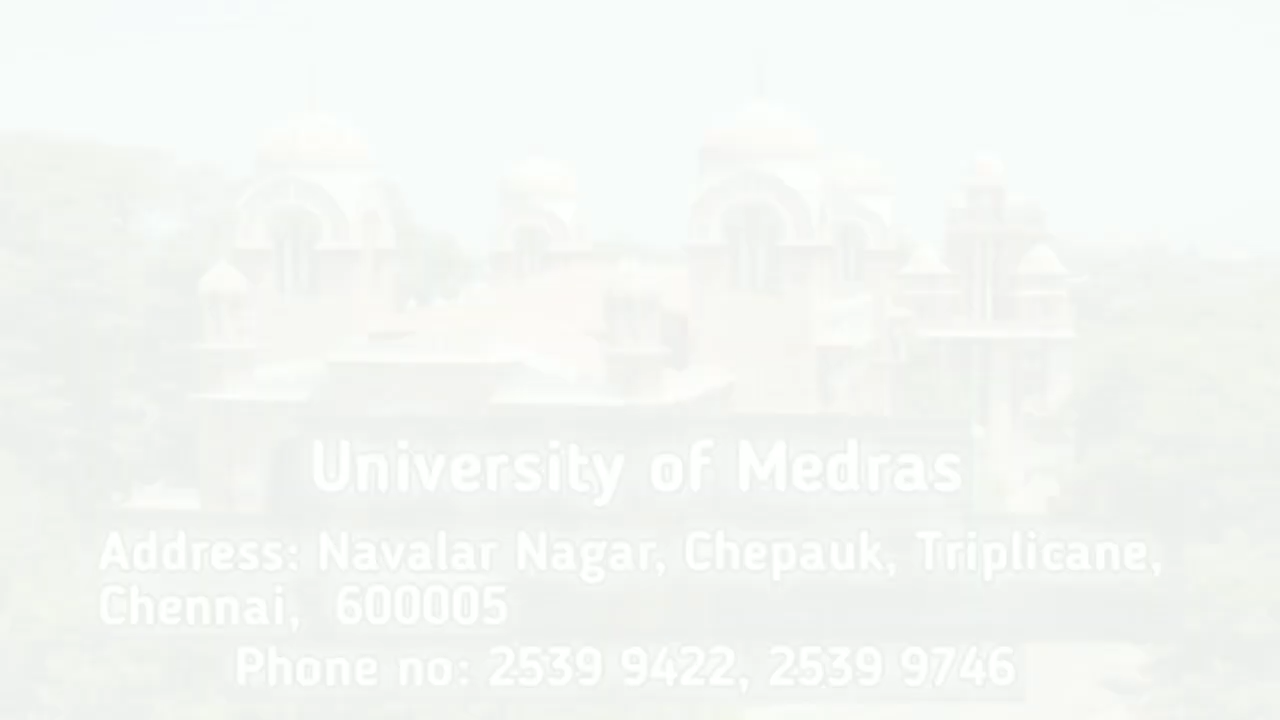 University of Medras
Address: Navalar Nagar, Chepauk, Triplicane,
Chennai, 600005
Phone no: 2539 9422, 2539 9746